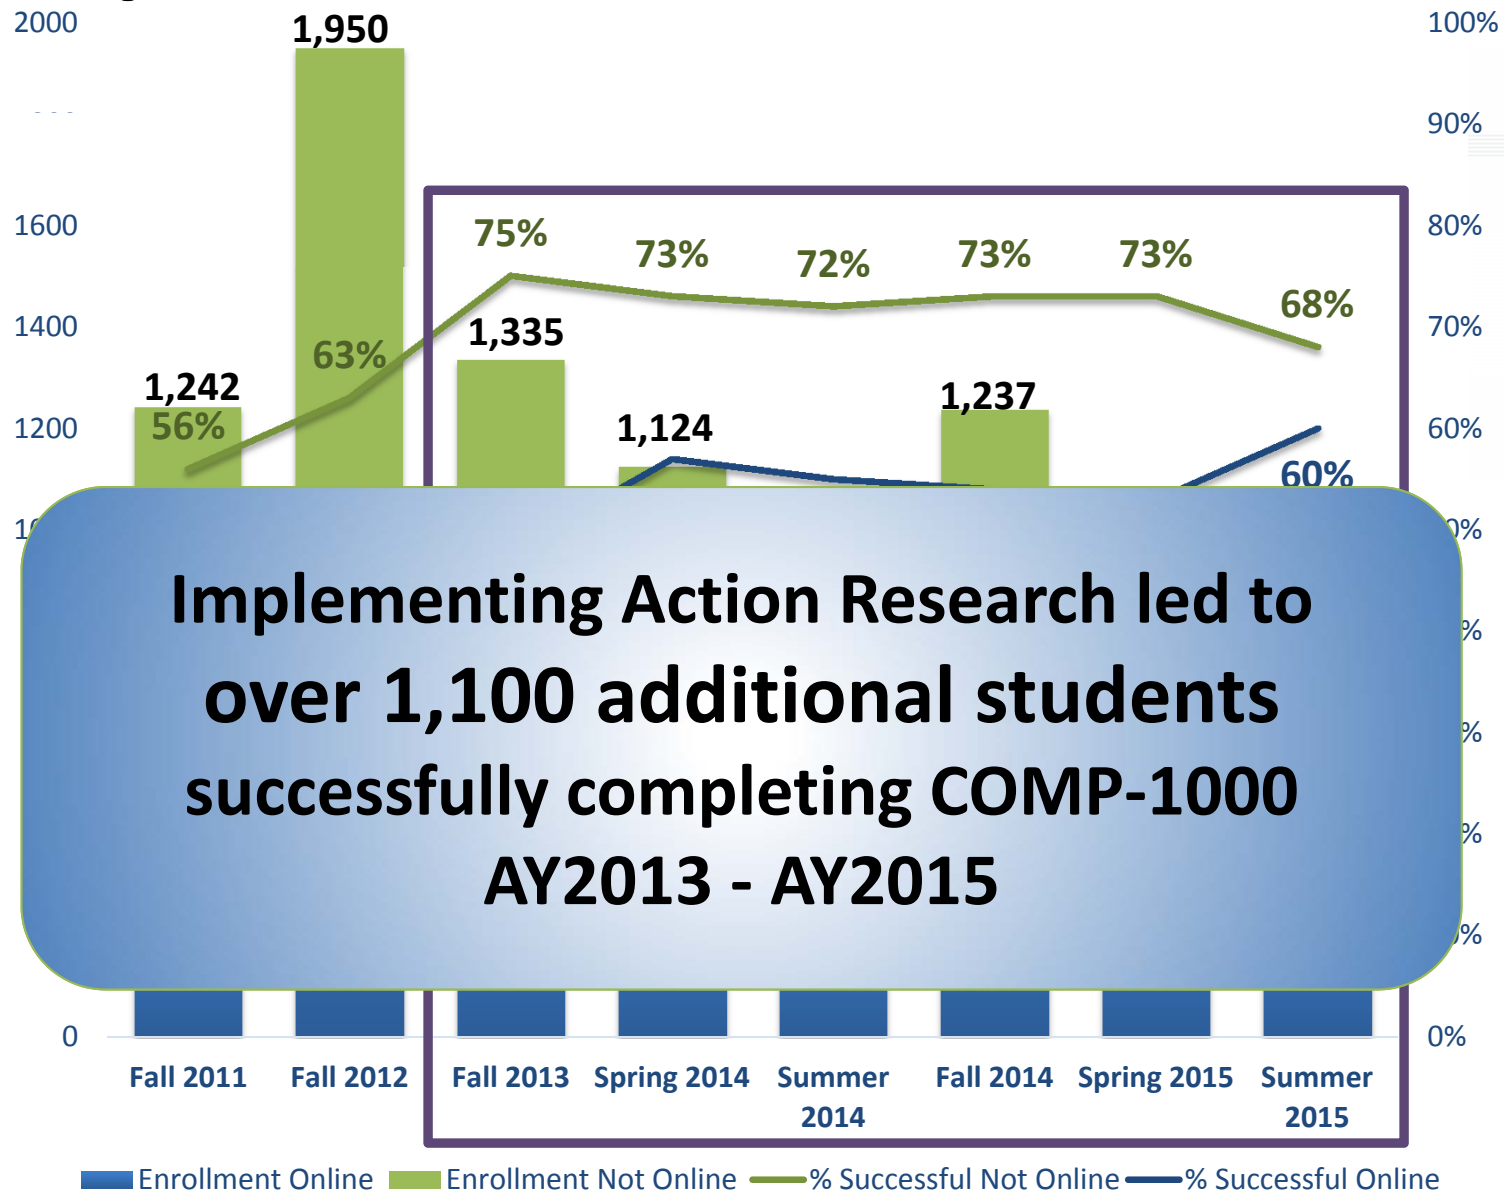 2000
1,950
100%
90%
1600
75%
73%
72%
73%
73%
80%
68%
1400
1,335
70%
63%
1,242
56%
1,237
1200
1,124
60%
60%
Implementing Action Research led to
over 1,100 additional students
successfully completing COMP-1000
AY2013 - AY2015
0
0%
Fall 2011
Fall 2012
Fall 2013
Spring 2014
Summer
2014
Fall 2014
Spring 2015
Summer
2015
Enrollment Online
Enrollment Not Online
% Successful Not Online
% Successful Online